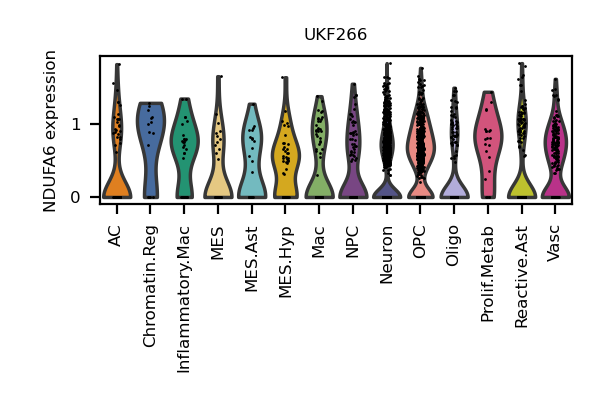 UKF266
NDUFA6 expression
1
0
AC
Chromatin.Reg
Inflammatory.Mac
MES
MES.Ast
MES.Hyp
Mac
NPC
Neuron
OPC
Oligo
Prolif.Metab
Reactive.Ast
Vasc